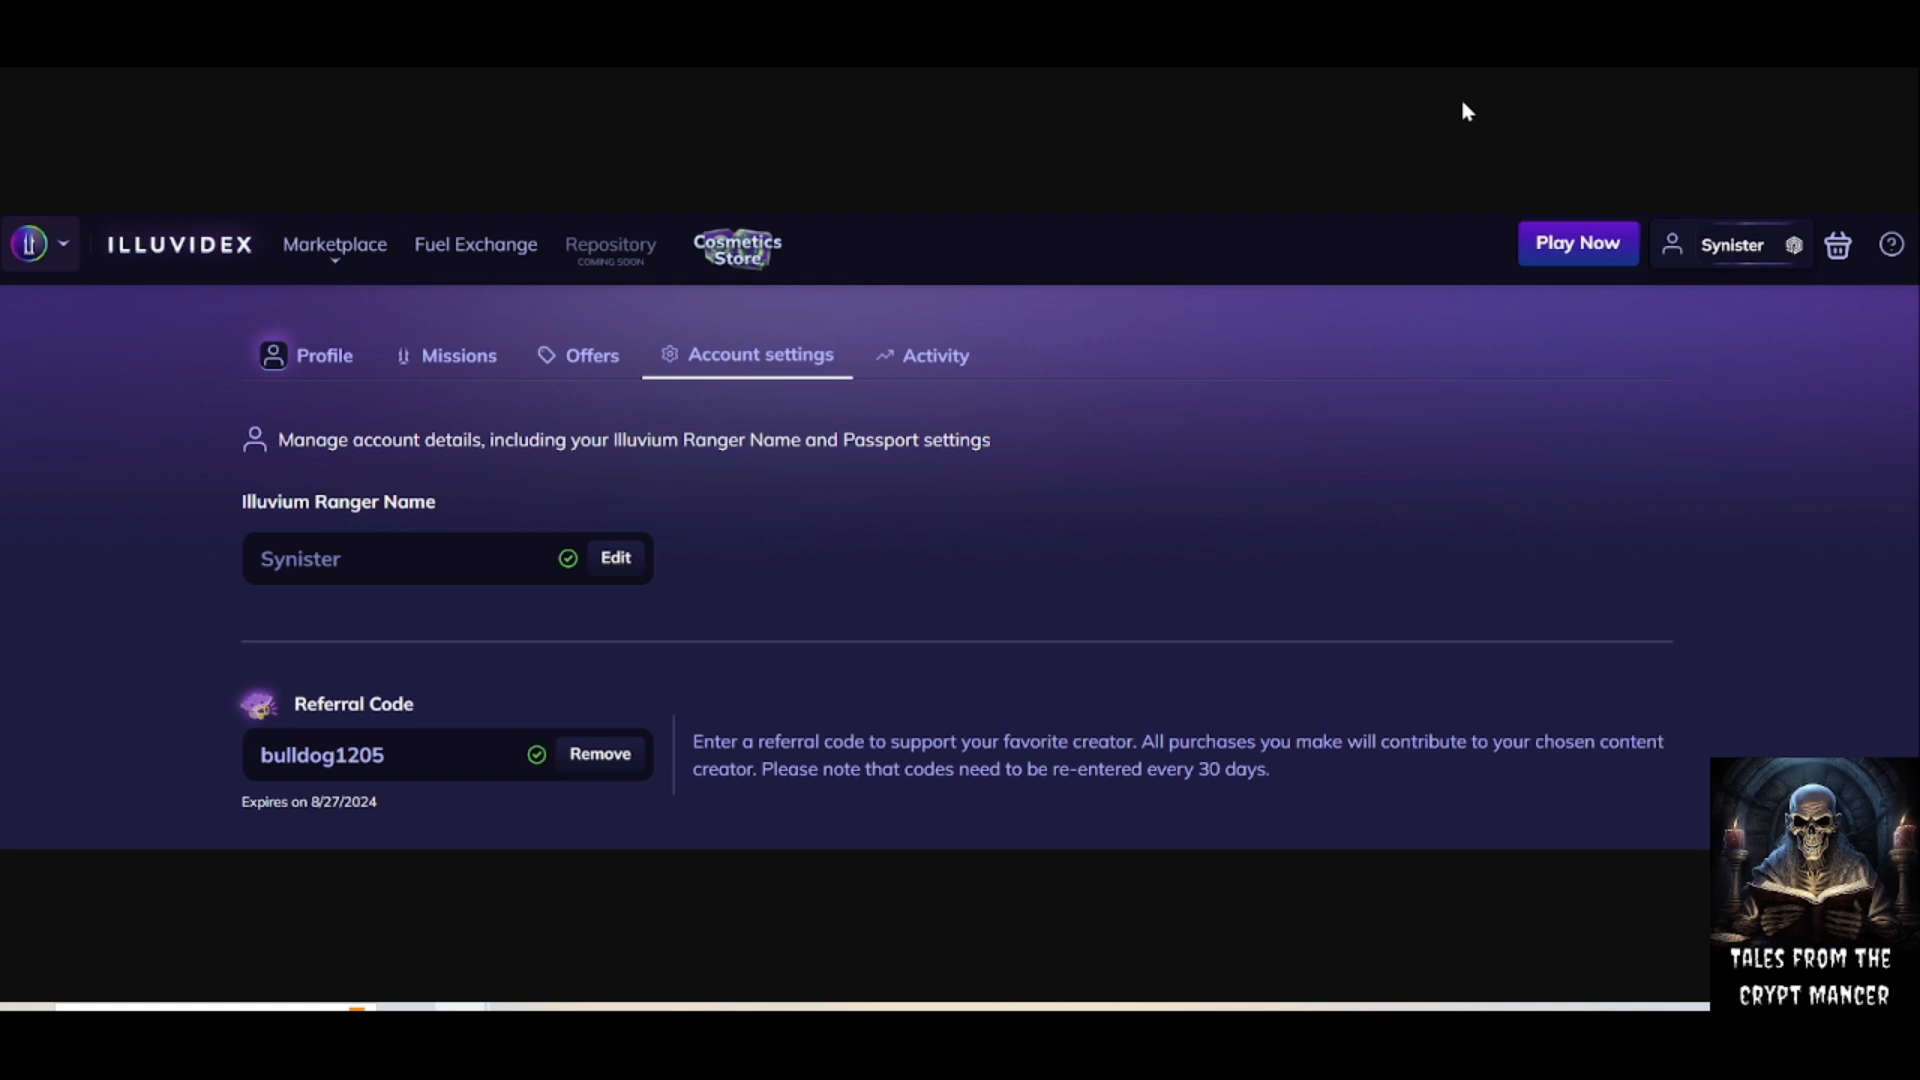 ILLUVIDEX Marketplace Fuel Exchange Repository Cosmetics Play Now Synister
COMING SOON Store
Profile Missions Offers Account settings Activity
Manage account details, including your Illuvium Ranger Name and Passport settings
Illuvium Ranger Name
Synister Edit
Referral Code
bulldog1205 Remove
Enter a referral code to support your favorite creator. All purchases you make will contribute to your chosen content
creator. Please note that codes need to be re-entered every 30 days.
Expires on 8/27/2024
TALES FROM THE
CRYPT MANCER